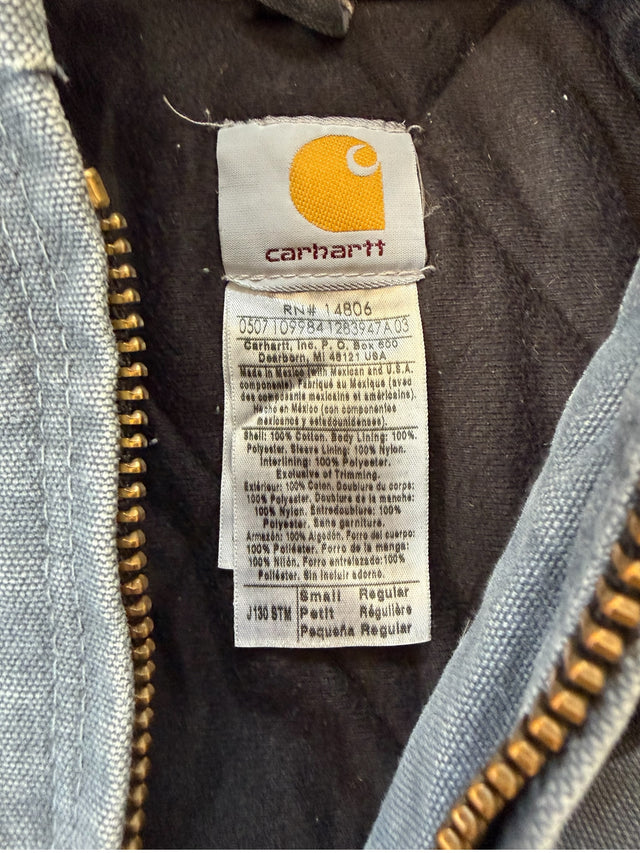 carhartt
RN# 14806
05071099841283947A03
Carhartt, Inc. P. O. Box 600
Dearborn, MI 48121 USA
Made in Mexico with Mexican and U.S.A.
components. Fabriqué au Mexique (avec
des composants mexicains et américains).
Hecho en México (con componentes
mexicanos y estadounidenses).
Shell: 100% Cotton. Body Lining: 100%.
Polyester. Sleeve Lining: 100% Nylon.
Interlining: 100% Polyester.
Exclusive of Trimming.
Extérieur: 100% Coton. Doublure du corps:
100% Polyester. Doublure de la manche:
100% Nylon. Entredoublure: 100%
Polyester. Sans garniture.
Armazón: 100% Algodón. Forro del cuerpo:
100% Poliéster. Forro de la manga:
100% Nilón. Forro entrelazado:100%
Poliéster. Sin incluir adorno.
J130 STM
Small Regular
Petit Régulière
Pequeña Regular